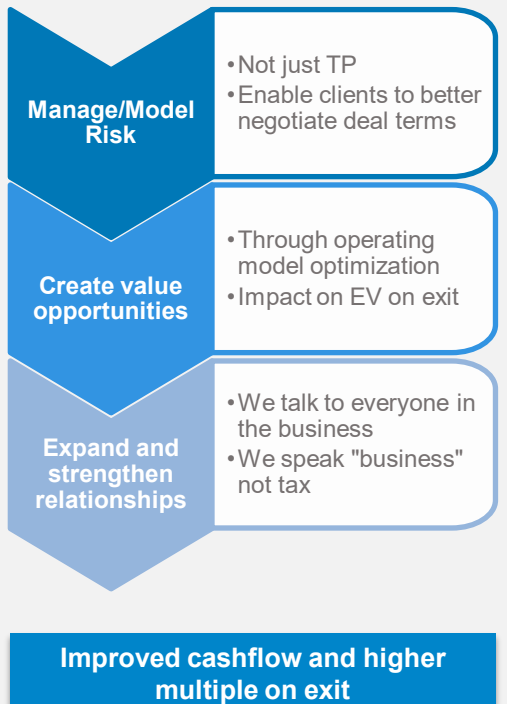 Manage/Model
Risk
•Not just TP
•Enable clients to better
negotiate deal terms
Create value
opportunities
•Through operating
model optimization
•Impact on EV on exit
Expand and
strengthen
relationships
•We talk to everyone in
the business
•We speak "business"
not tax
Improved cashflow and higher
multiple on exit